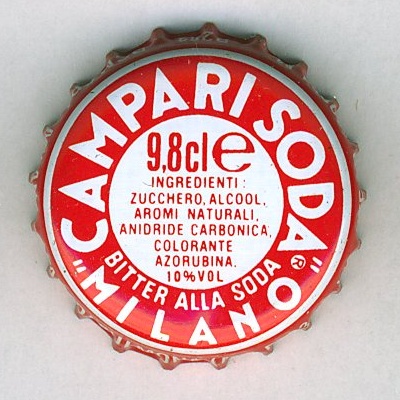 CAMPARI SODA®
9,8cl e
INGREDIENTI:
ZUCCHERO, ALCOOL,
AROMI NATURALI,
ANIDRIDE CARBONICA,
COLORANTE
AZORUBINA.
10% VOL
BITTER ALLA SODA
"MILANO"